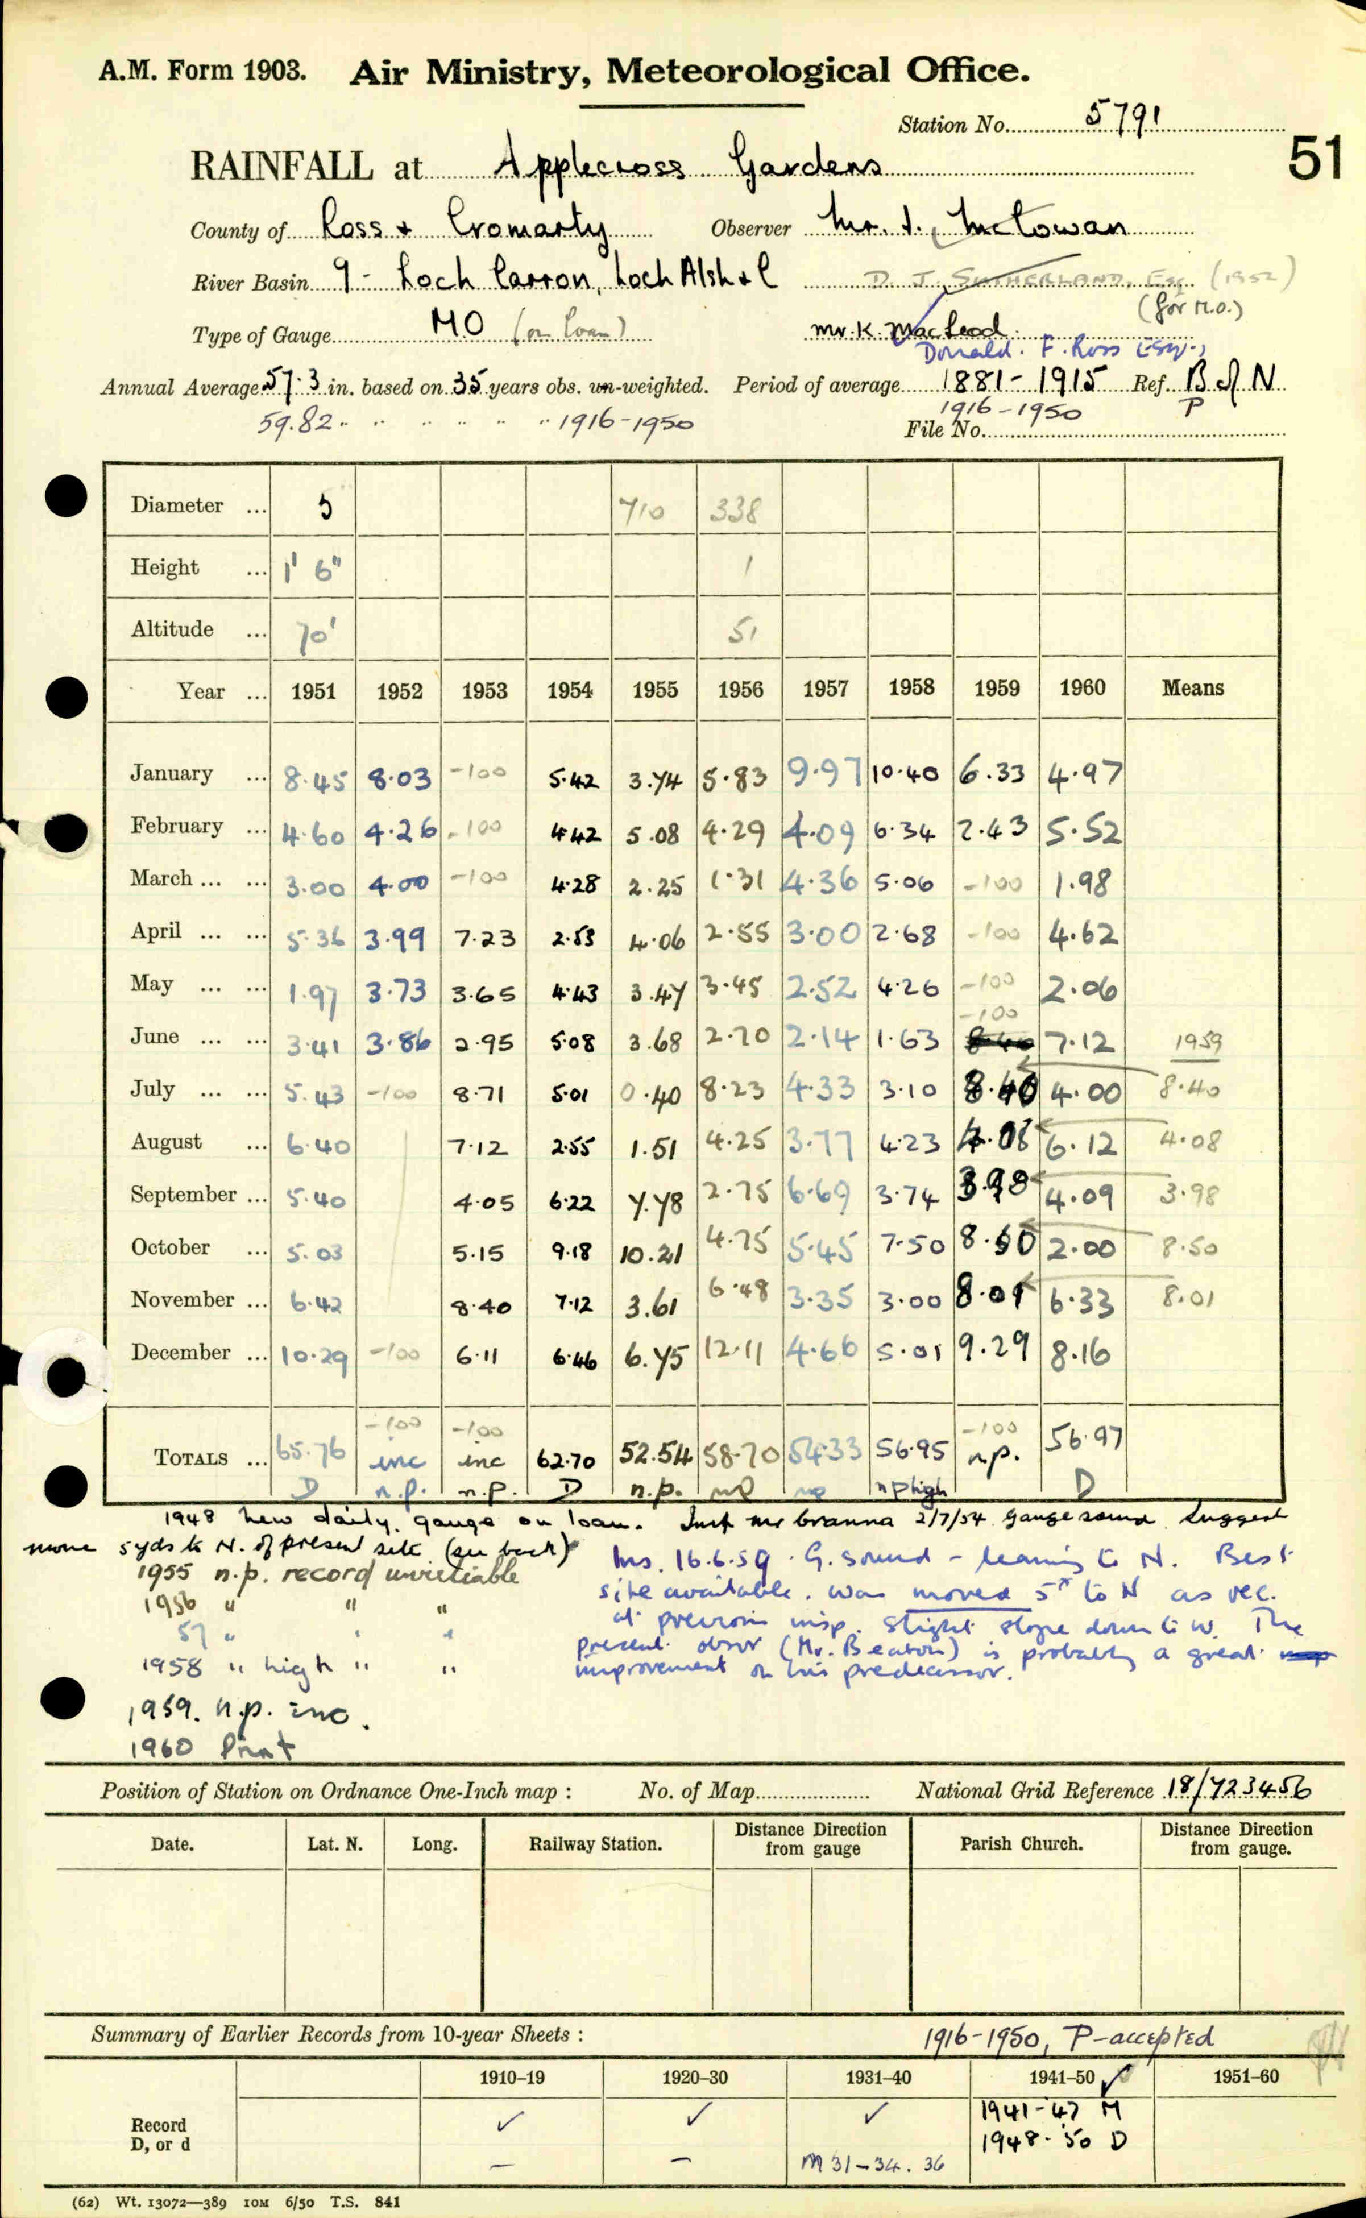 A.M. Form 1903. Air Ministry, Meteorological Office.
Station No. 5791
51
RAINFALL at Applecross Gardens
County of Ross & Cromarty Observer Mr. J. McCowan
River Basin 9 - Loch Carron, Loch Alsh & C D. J. SUTHERLAND, Esq (1952)
(for M.O.)
Type of Gauge MO (on loan) Mr. K. MacLeod
Donald. F. Ross Esq.,
Annual Average 57.3 in. based on 35 years obs. un-weighted. Period of average 1881-1915 Ref. B of N
59.82 " " " " " " 1916-1950 1916-1950 P
File No.
Diameter ... 5 710 338
Height ... 1' 6" 1
Altitude ... 70' 51
Year ... 1951 1952 1953 1954 1955 1956 1957 1958 1959 1960 Means
January ... 8.45 8.03 -100 5.42 3.74 5.83 9.97 10.40 6.33 4.97
February ... 4.60 4.26 -100 4.42 5.08 4.29 4.09 6.34 2.43 5.52
March ... ... 3.00 4.00 -100 4.28 2.25 1.31 4.36 5.06 -100 1.98
April ... ... 5.36 3.99 7.23 2.53 4.06 2.55 3.00 2.68 -100 4.62
May ... ... 1.97 3.73 3.65 4.43 3.47 3.45 2.52 4.26 -100 2.06
-100
June ... ... 3.41 3.86 2.95 5.08 3.68 2.70 2.14 1.63 8.40 7.12 1959
July ... ... 5.43 -100 8.71 5.01 0.40 8.23 4.33 3.10 8.40 4.00 8.40
August ... 6.40 7.12 2.55 1.51 4.25 3.77 4.23 4.08 6.12 4.08
September ... 5.40 4.05 6.22 7.78 2.75 6.69 3.74 3.98 4.09 3.98
October ... 5.03 5.15 9.18 10.21 4.75 5.45 7.50 8.50 2.00 8.50
November ... 6.42 8.40 7.12 3.61 6.48 3.35 3.00 8.01 6.33 8.01
December ... 10.29 -100 6.11 6.46 6.75 12.11 4.66 5.01 9.29 8.16
-100 -100 -100
TOTALS ... 65.76 inc inc 62.70 52.54 58.70 54.33 56.95 n.p. 56.97
D n.p. n.p. D n.p. np np np high D
1948 New daily gauge on loan. Insp Mr Cranna 2/7/54 gauge sound Suggest
move 5 yds to N. of present site (see back)
1955 n.p. record unreliable
1956 " " "
57 " " "
1958 " high " "
1959. n.p. inc.
1960 Print
Ins. 16.6.59. G. sound - leaning to N. Best
site available. Was moved 5x to N as rec.
at previous insp. Slight slope down to W. The
present obsvr (Mr. Beaton) is probably a great
improvement on his predecessor.
Position of Station on Ordnance One-Inch map : No. of Map National Grid Reference 18/723456
Date. Lat. N. Long. Railway Station. Distance Direction from gauge Parish Church. Distance Direction from gauge.
Summary of Earlier Records from 10-year Sheets : 1916-1950, P-accepted
1910-19 1920-30 1931-40 1941-50 ✓ 1951-60
Record D, or d ✓ ✓ ✓ 1941-47 M
1948-50 D
— — M 31-34. 36
(62) Wt. 13072—389 10M 6/50 T.S. 841